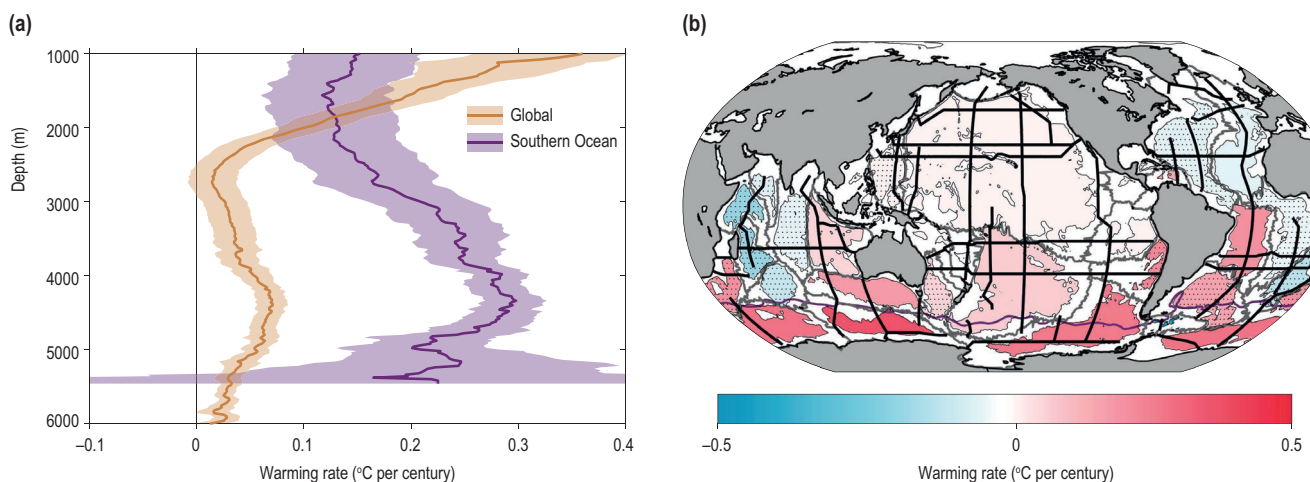 (a)
1000
2000
3000
4000
5000
6000
Depth (m)
Global
Southern Ocean
–0.1
0
0.1
0.2
0.3
0.4
Warming rate (°C per century)
(b)
–0.5
0
0.5
Warming rate (°C per century)